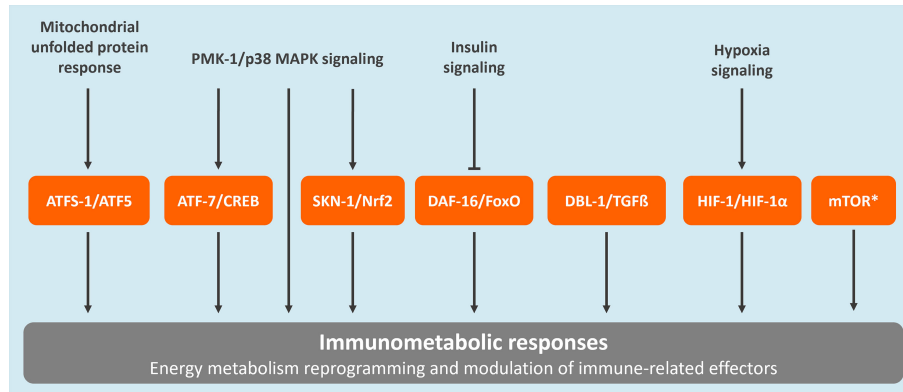 Mitochondrial
unfolded protein
response
PMK-1/p38 MAPK signaling
Insulin
signaling
Hypoxia
signaling
ATFS-1/ATF5
ATF-7/CREB
SKN-1/Nrf2
DAF-16/FoxO
DBL-1/TGFß
HIF-1/HIF-1α
mTOR*
Immunometabolic responses
Energy metabolism reprogramming and modulation of immune-related effectors